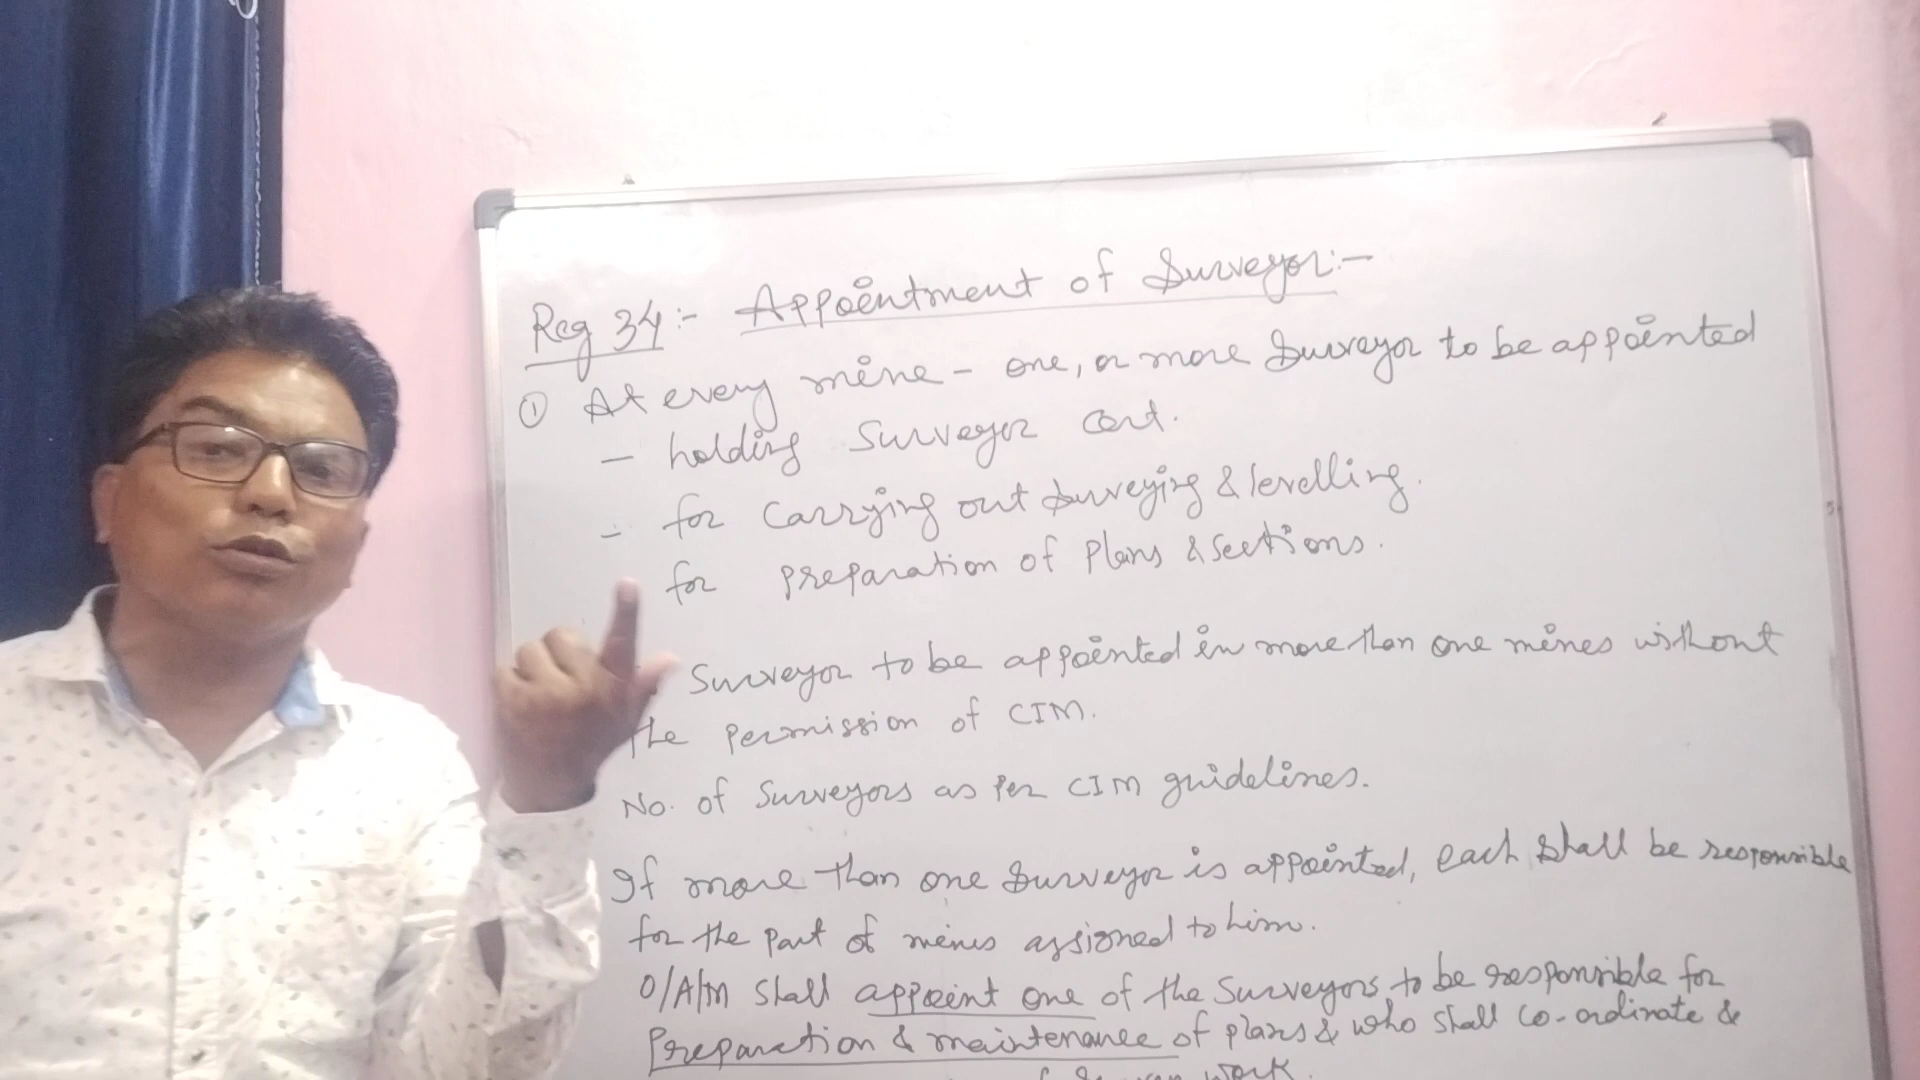 Reg 34:- Appointment of Surveyor:-
① At every mine - one, or more Surveyor to be appointed
- holding Surveyor cert.
- for carrying out Surveying & levelling.
for preparation of Plans & Sections.
Surveyor to be appointed in more than one mines without
the permission of CIM.
No. of Surveyors as per CIM guidelines.
If more than one Surveyor is appointed, each shall be responsible
for the part of mines assigned to him.
O/A/M shall appoint one of the Surveyors to be responsible for
Preparation & maintenance of plans & who shall co-ordinate &
work.